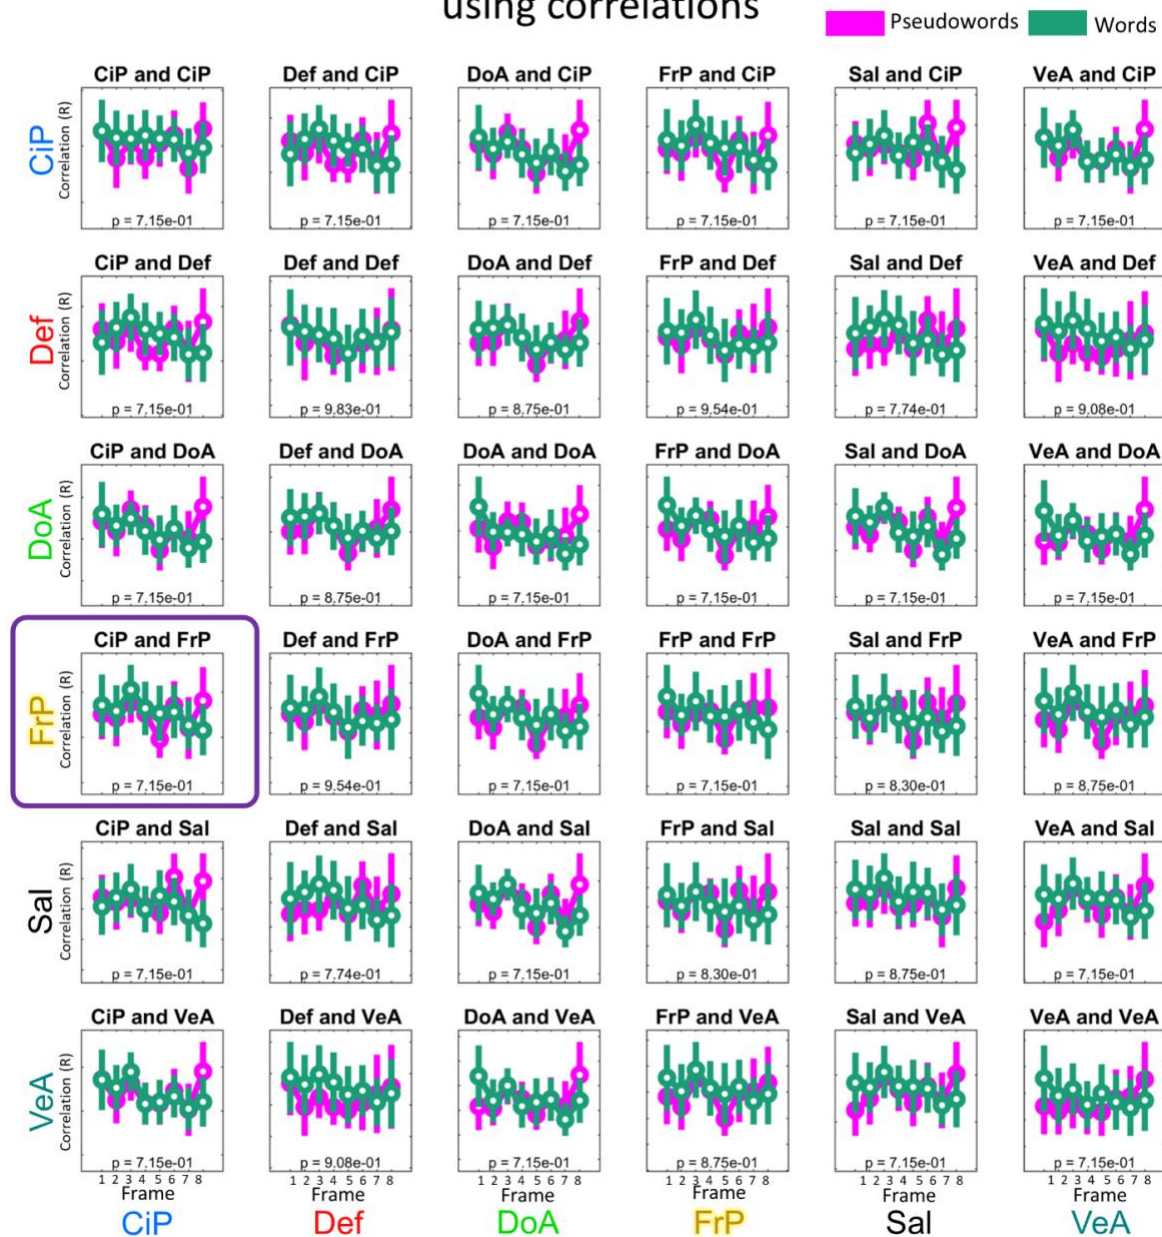 using correlations
Pseudowords Words
CiP and CiP Def and CiP DoA and CiP FrP and CiP Sal and CiP VeA and CiP
CiP
Correlation (R)
p = 7.15e-01 p = 7.15e-01 p = 7.15e-01 p = 7.15e-01 p = 7.15e-01 p = 7.15e-01
CiP and Def Def and Def DoA and Def FrP and Def Sal and Def VeA and Def
Def
Correlation (R)
p = 7.15e-01 p = 9.83e-01 p = 8.75e-01 p = 9.54e-01 p = 7.74e-01 p = 9.08e-01
CiP and DoA Def and DoA DoA and DoA FrP and DoA Sal and DoA VeA and DoA
DoA
Correlation (R)
p = 7.15e-01 p = 8.75e-01 p = 7.15e-01 p = 7.15e-01 p = 7.15e-01 p = 7.15e-01
CiP and FrP Def and FrP DoA and FrP FrP and FrP Sal and FrP VeA and FrP
FrP
Correlation (R)
p = 7.15e-01 p = 9.54e-01 p = 7.15e-01 p = 7.15e-01 p = 8.30e-01 p = 8.75e-01
CiP and Sal Def and Sal DoA and Sal FrP and Sal Sal and Sal VeA and Sal
Sal
Correlation (R)
p = 7.15e-01 p = 7.74e-01 p = 7.15e-01 p = 8.30e-01 p = 8.75e-01 p = 7.15e-01
CiP and VeA Def and VeA DoA and VeA FrP and VeA Sal and VeA VeA and VeA
VeA
Correlation (R)
p = 7.15e-01 p = 9.08e-01 p = 7.15e-01 p = 8.75e-01 p = 7.15e-01 p = 7.15e-01
1 2 3 4 5 6 7 8 1 2 3 4 5 6 7 8 1 2 3 4 5 6 7 8 1 2 3 4 5 6 7 8 1 2 3 4 5 6 7 8 1 2 3 4 5 6 7 8
Frame Frame Frame Frame Frame Frame
CiP Def DoA FrP Sal VeA